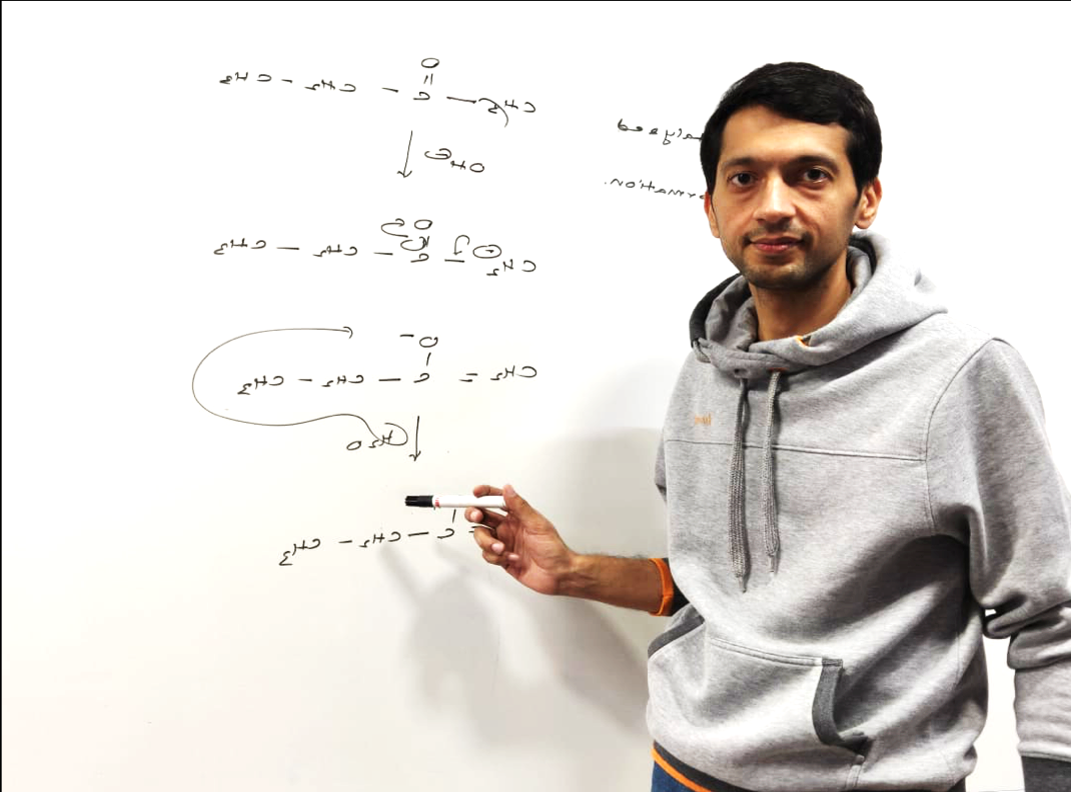 O
CH3 — C — CH2 — CH3
OH⊖
O
CH2⊖ — C — CH2 — CH3
O-
CH2 = C — CH2 — CH3
H2O
C — CH2 — CH3